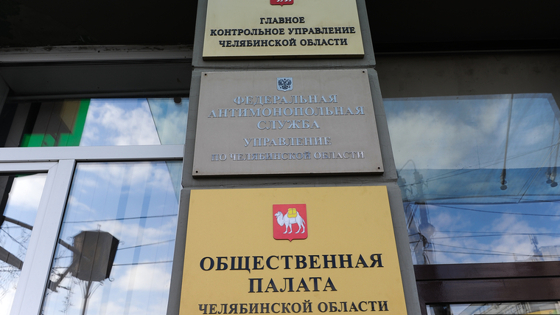 ГЛАВНОЕ
КОНТРОЛЬНОЕ УПРАВЛЕНИЕ
ЧЕЛЯБИНСКОЙ ОБЛАСТИ
ФЕДЕРАЛЬНАЯ
АНТИМОНОПОЛЬНАЯ
СЛУЖБА
УПРАВЛЕНИЕ
ПО ЧЕЛЯБИНСКОЙ ОБЛАСТИ
ОБЩЕСТВЕННАЯ
ПАЛАТА
ЧЕЛЯБИНСКОЙ ОБЛАСТИ